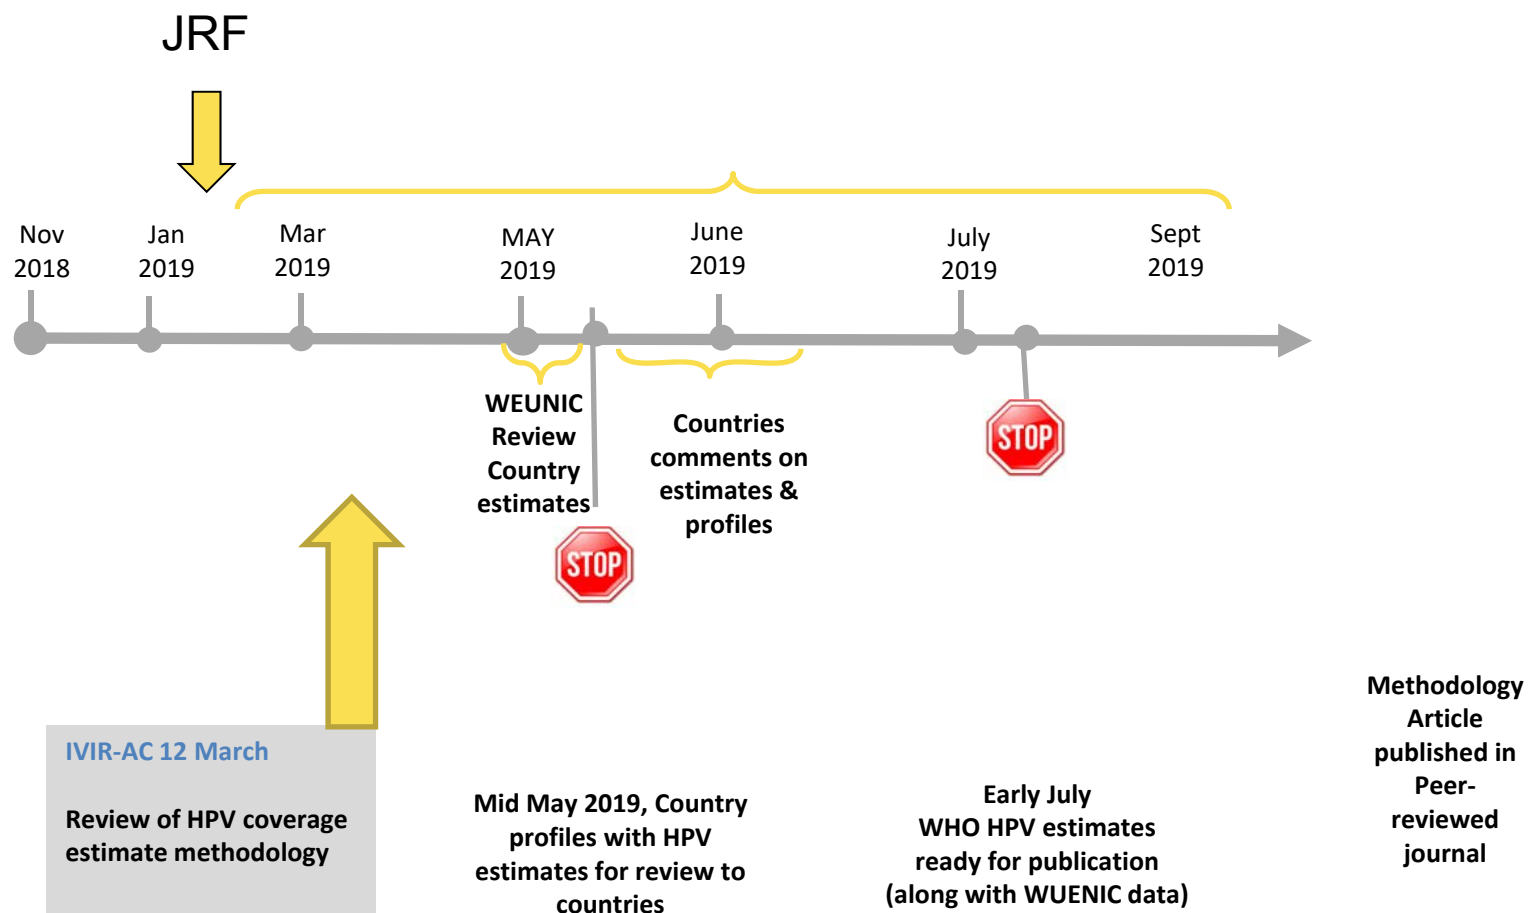 JRF
Nov
2018
Jan
2019
Mar
2019
MAY
2019
June
2019
July
2019
Sept
2019
WEUNIC
Review
Country
estimates
STOP
Countries
comments on
estimates &
profiles
STOP
IVIR-AC 12 March
Review of HPV coverage
estimate methodology
Mid May 2019, Country
profiles with HPV
estimates for review to
countries
Early July
WHO HPV estimates
ready for publication
(along with WUENIC data)
Methodology
Article
published in
Peer-
reviewed
journal